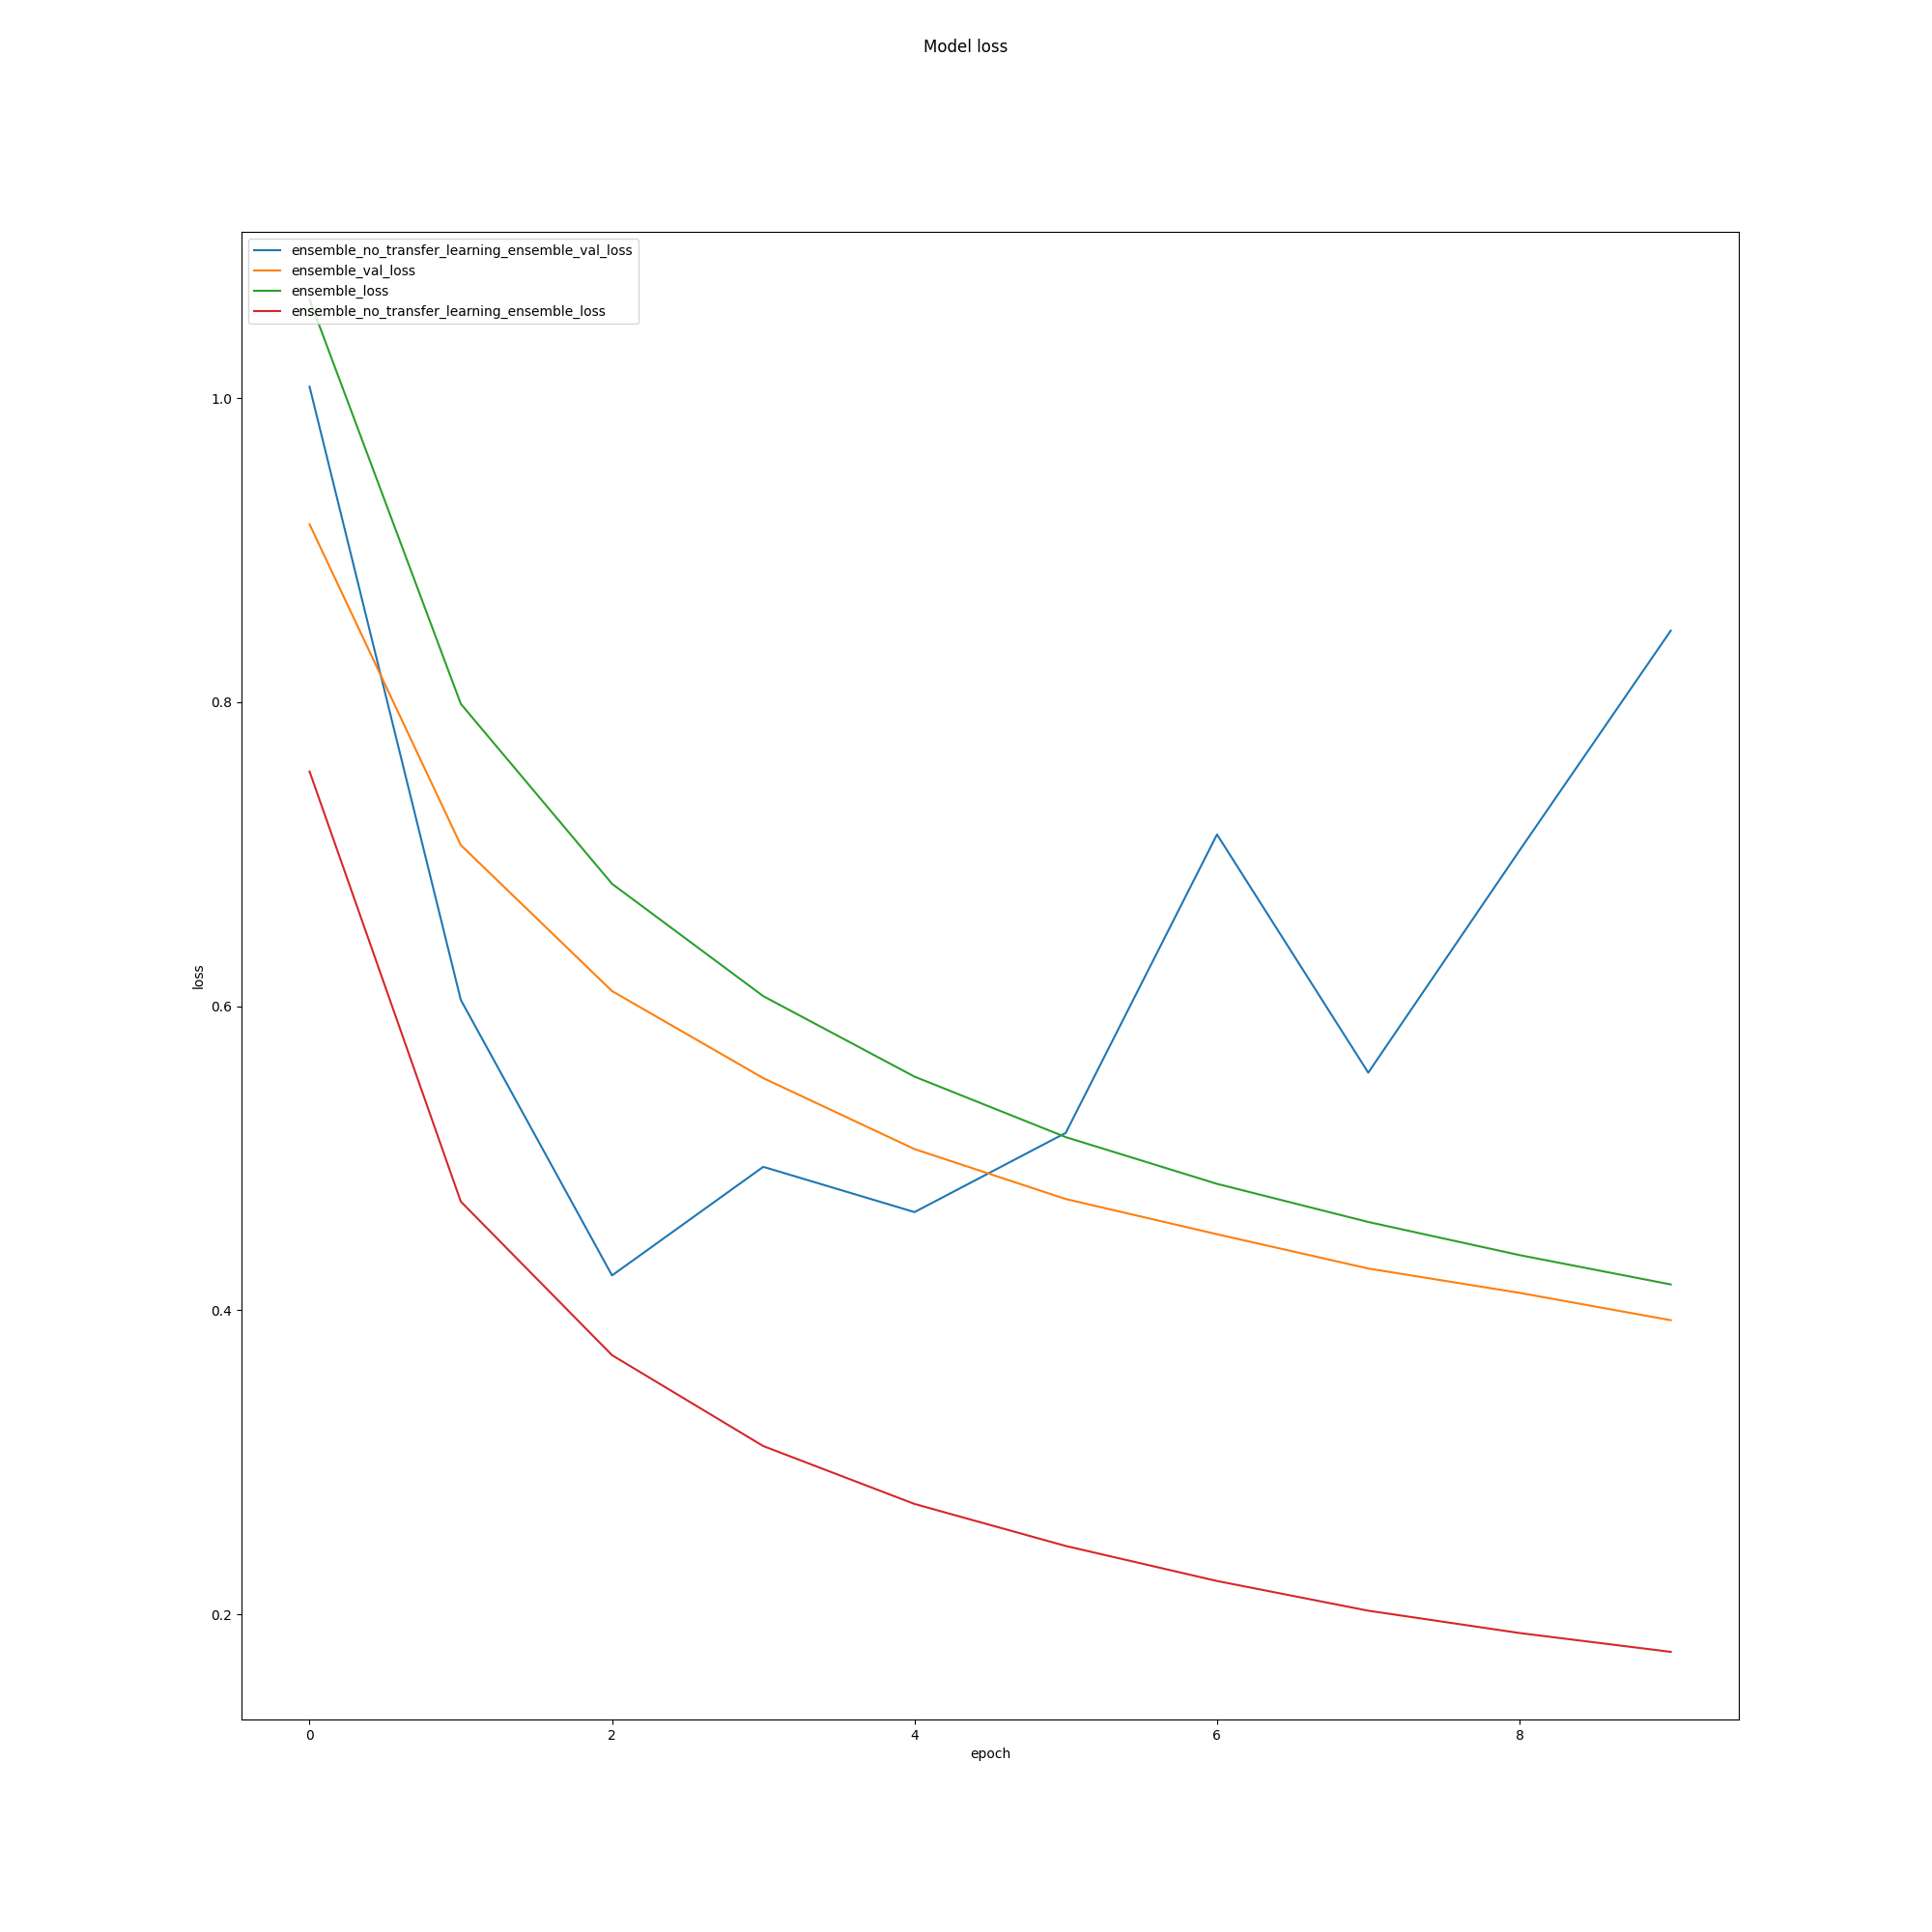 Model loss
ensemble_no_transfer_learning_ensemble_val_loss
ensemble_val_loss
ensemble_loss
ensemble_no_transfer_learning_ensemble_loss
1.0
0.8
loss
0.6
0.4
0.2
0 2 4 6 8
epoch